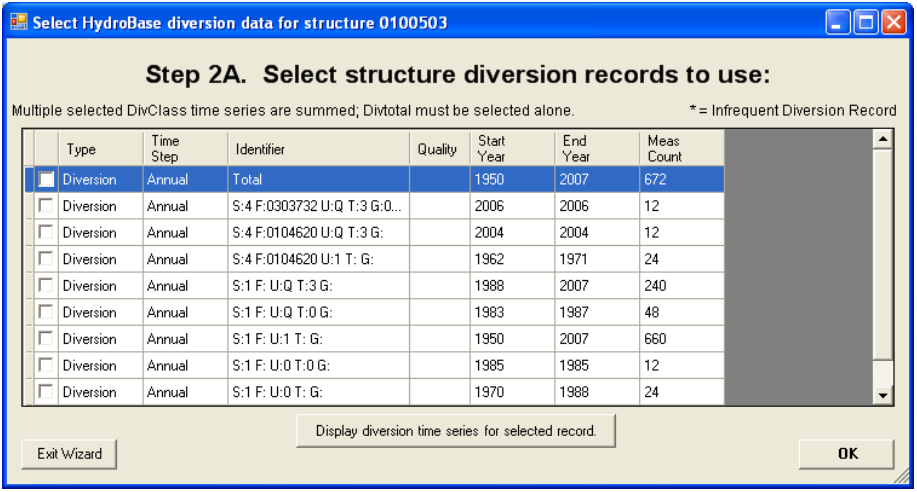 Select HydroBase diversion data for structure 0100503
Step 2A. Select structure diversion records to use:
Multiple selected DivClass time series are summed; Divtotal must be selected alone. * = Infrequent Diversion Record
Type Time Step Identifier Quality Start Year End Year Meas Count
Diversion Annual Total 1950 2007 672
Diversion Annual S:4 F:0303732 U:Q T:3 G:0... 2006 2006 12
Diversion Annual S:4 F:0104620 U:Q T:3 G: 2004 2004 12
Diversion Annual S:4 F:0104620 U:1 T: G: 1962 1971 24
Diversion Annual S:1 F: U:Q T:3 G: 1988 2007 240
Diversion Annual S:1 F: U:Q T:0 G: 1983 1987 48
Diversion Annual S:1 F: U:1 T: G: 1950 2007 660
Diversion Annual S:1 F: U:0 T:0 G: 1985 1985 12
Diversion Annual S:1 F: U:0 T: G: 1970 1988 24
Display diversion time series for selected record.
Exit Wizard OK